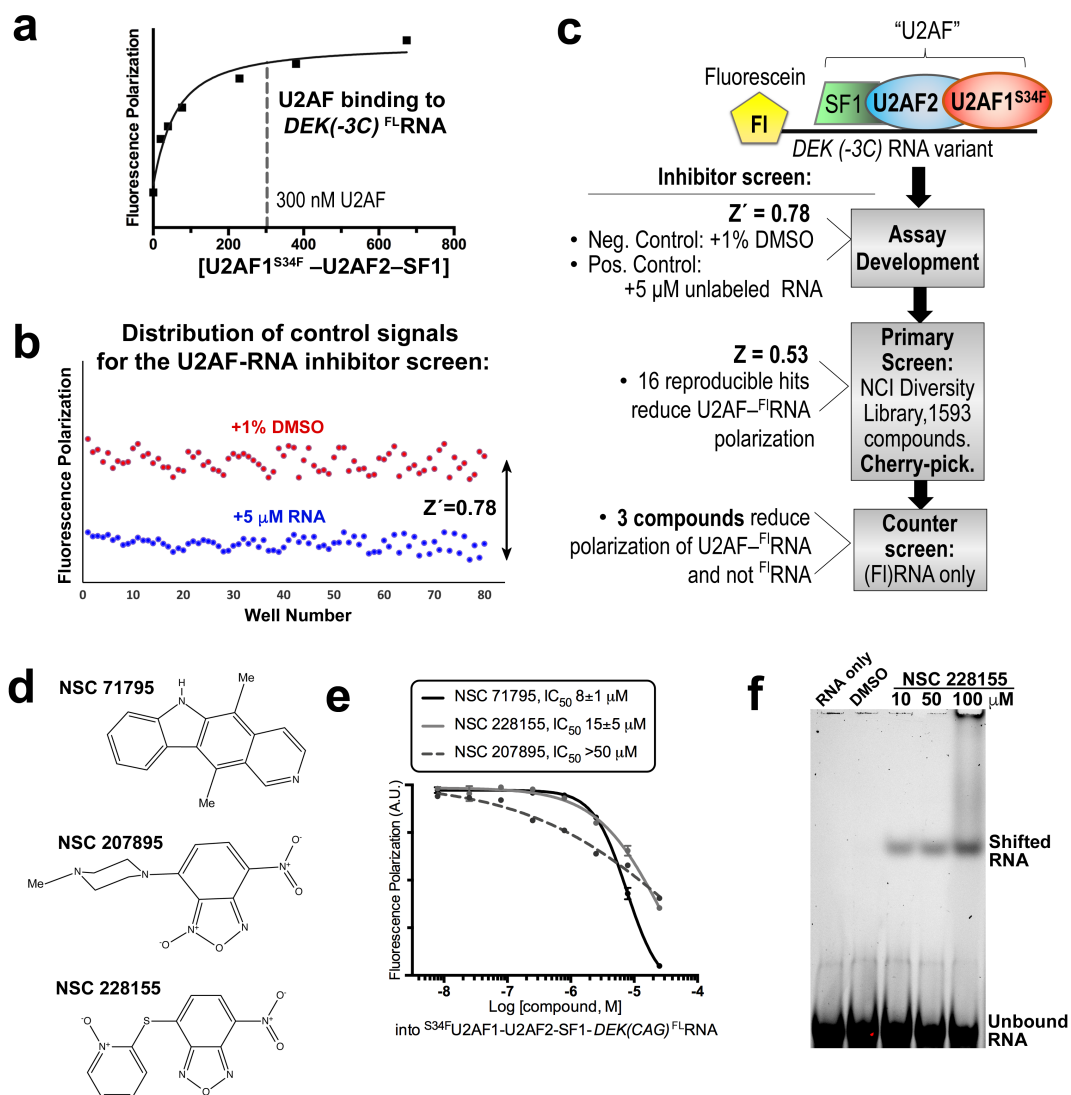 a
Fluorescence Polarization
U2AF binding to
DEK(-3C) FLRNA
300 nM U2AF
0 200 400 600 800
[U2AF1S34F –U2AF2–SF1]
b
Distribution of control signals
for the U2AF-RNA inhibitor screen:
Fluorescence Polarization
+1% DMSO
Z´=0.78
+5 μM RNA
0 10 20 30 40 50 60 70 80
Well Number
c
“U2AF”
Fluorescein
Fl
SF1 U2AF2 U2AF1S34F
DEK (-3C) RNA variant
Inhibitor screen:
Z´ = 0.78
• Neg. Control: +1% DMSO
• Pos. Control:
+5 μM unlabeled RNA
Assay
Development
Z = 0.53
• 16 reproducible hits
reduce U2AF–FlRNA
polarization
Primary
Screen:
NCI Diversity
Library,1593
compounds.
Cherry-pick.
• 3 compounds reduce
polarization of U2AF–FlRNA
and not FlRNA
Counter
screen:
(Fl)RNA only
d
NSC 71795
H
N
Me
N
Me
NSC 207895
Me
N
N
N+
O-
O
N+
-O
O
N
NSC 228155
-O
N+
S
N+
O-
O
N
O
N
e
NSC 71795, IC50 8±1 μM
NSC 228155, IC50 15±5 μM
NSC 207895, IC50 >50 μM
Fluorescence Polarization (A.U.)
-8 -7 -6 -5 -4
Log [compound, M]
into S34FU2AF1-U2AF2-SF1-DEK(CAG) FLRNA
f
RNA only
DMSO
NSC 228155
10 50 100 μM
Shifted
RNA
Unbound
RNA